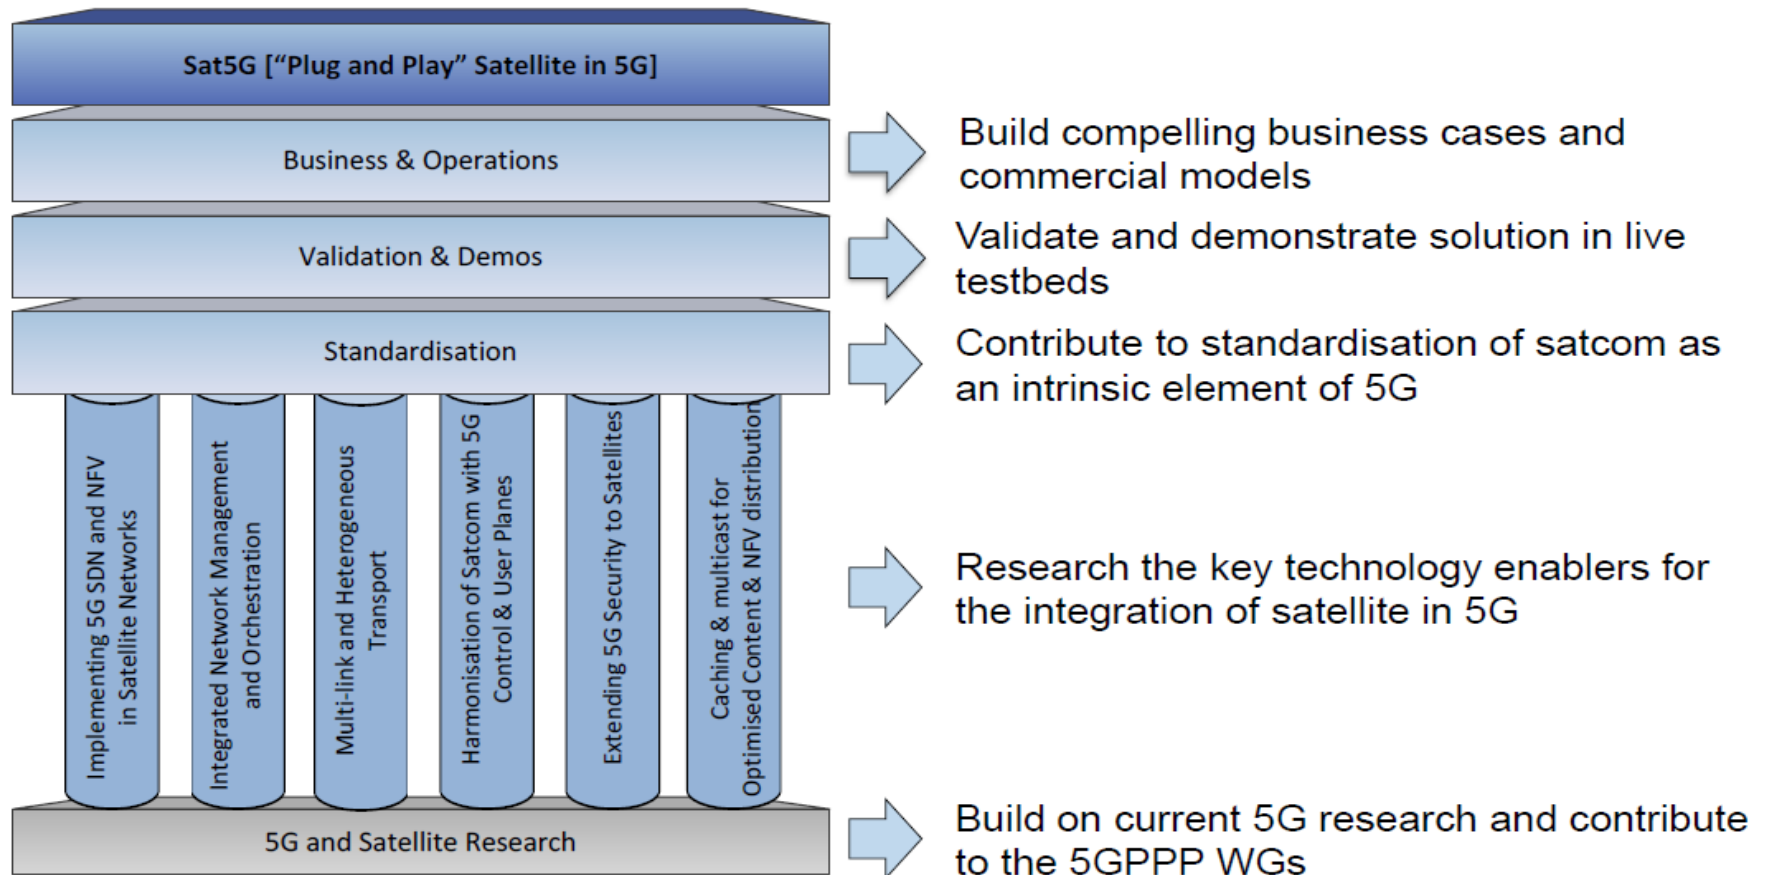 Sat5G [“Plug and Play” Satellite in 5G]
Business & Operations
Build compelling business cases and
commercial models
Validation & Demos
Validate and demonstrate solution in live
testbeds
Standardisation
Contribute to standardisation of satcom as
an intrinsic element of 5G
Implementing 5G SDN and NFV
in Satellite Networks
Integrated Network Management
and Orchestration
Multi-link and Heterogeneous
Transport
Harmonisation of Satcom with 5G
Control & User Planes
Extending 5G Security to Satellites
Caching & multicast for
Optimised Content & NFV distribution
Research the key technology enablers for
the integration of satellite in 5G
5G and Satellite Research
Build on current 5G research and contribute
to the 5GPPP WGs